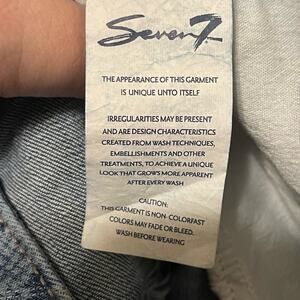 Seven7
THE APPEARANCE OF THIS GARMENT
IS UNIQUE UNTO ITSELF
IRREGULARITIES MAY BE PRESENT
AND ARE DESIGN CHARACTERISTICS
CREATED FROM WASH TECHNIQUES,
EMBELLISHMENTS AND OTHER
TREATMENTS, TO ACHIEVE A UNIQUE
LOOK THAT GROWS MORE APPARENT
AFTER EVERY WASH
CAUTION:
THIS GARMENT IS NON-COLORFAST
COLORS MAY FADE OR BLEED.
WASH BEFORE WEARING